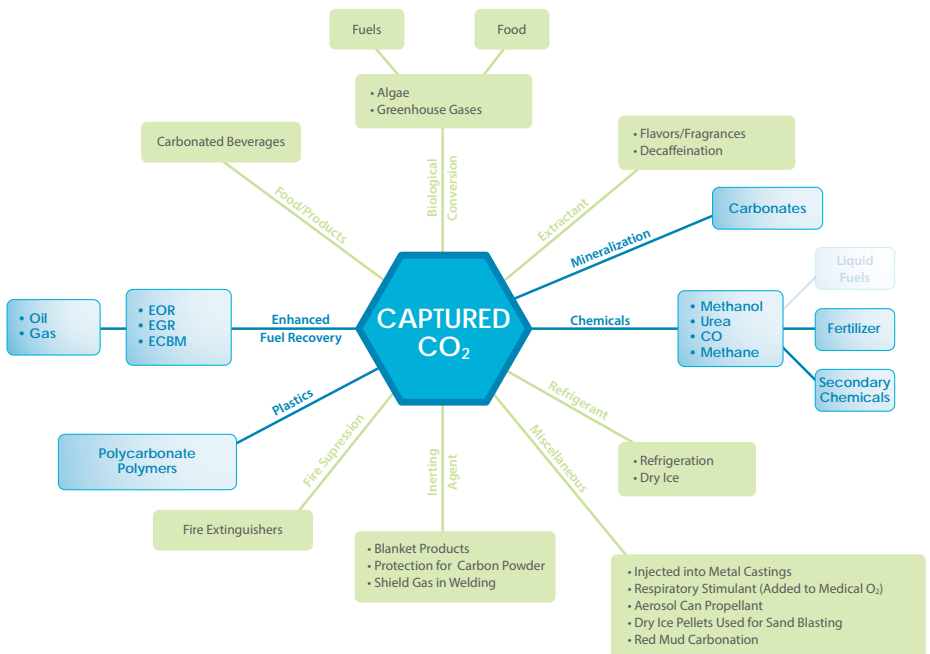 Fuels
Food
• Algae
• Greenhouse Gases
Carbonated Beverages
• Flavors/Fragrances
• Decaffeination
Food/Products
Biological
Conversion
Extractant
Mineralization
Carbonates
Liquid
Fuels
CAPTURED
CO₂
• Oil
• Gas
• EOR
• EGR
• ECBM
Enhanced
Fuel Recovery
Chemicals
• Methanol
• Urea
• CO
• Methane
Fertilizer
Secondary
Chemicals
Plastics
Polycarbonate
Polymers
Fire Supression
Fire Extinguishers
Inerting
Agent
• Blanket Products
• Protection for Carbon Powder
• Shield Gas in Welding
Miscellaneous
Refrigerant
• Refrigeration
• Dry Ice
• Injected into Metal Castings
• Respiratory Stimulant (Added to Medical O₂)
• Aerosol Can Propellant
• Dry Ice Pellets Used for Sand Blasting
• Red Mud Carbonation